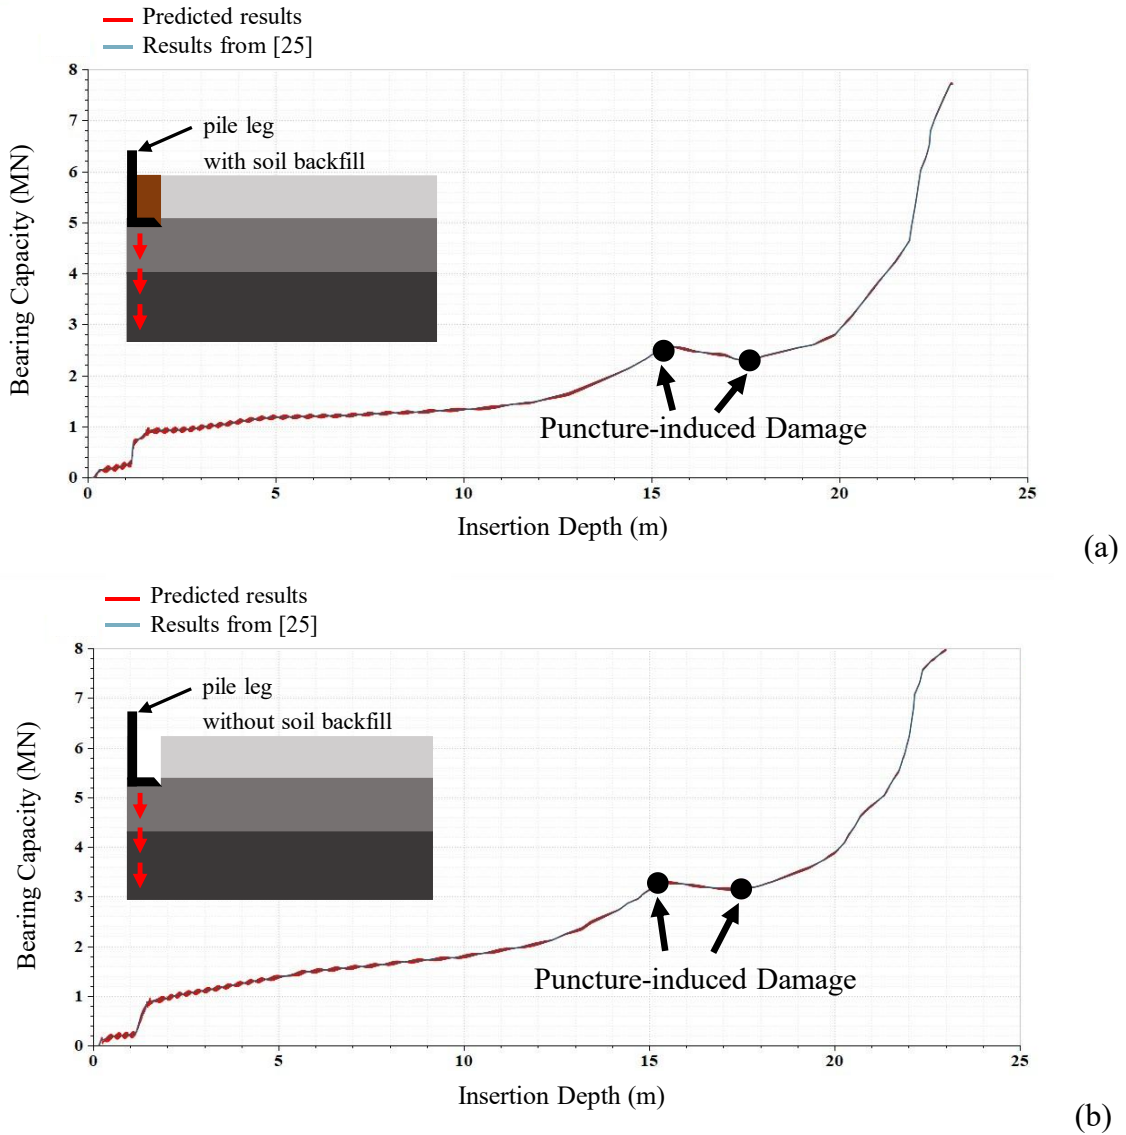 Predicted results
Results from [25]
8
7
6
5
4
3
2
1
0
Bearing Capacity (MN)
pile leg
with soil backfill
Puncture-induced Damage
0 5 10 15 20 25
Insertion Depth (m)
(a)
Predicted results
Results from [25]
8
7
6
5
4
3
2
1
0
Bearing Capacity (MN)
pile leg
without soil backfill
Puncture-induced Damage
0 5 10 15 20 25
Insertion Depth (m)
(b)